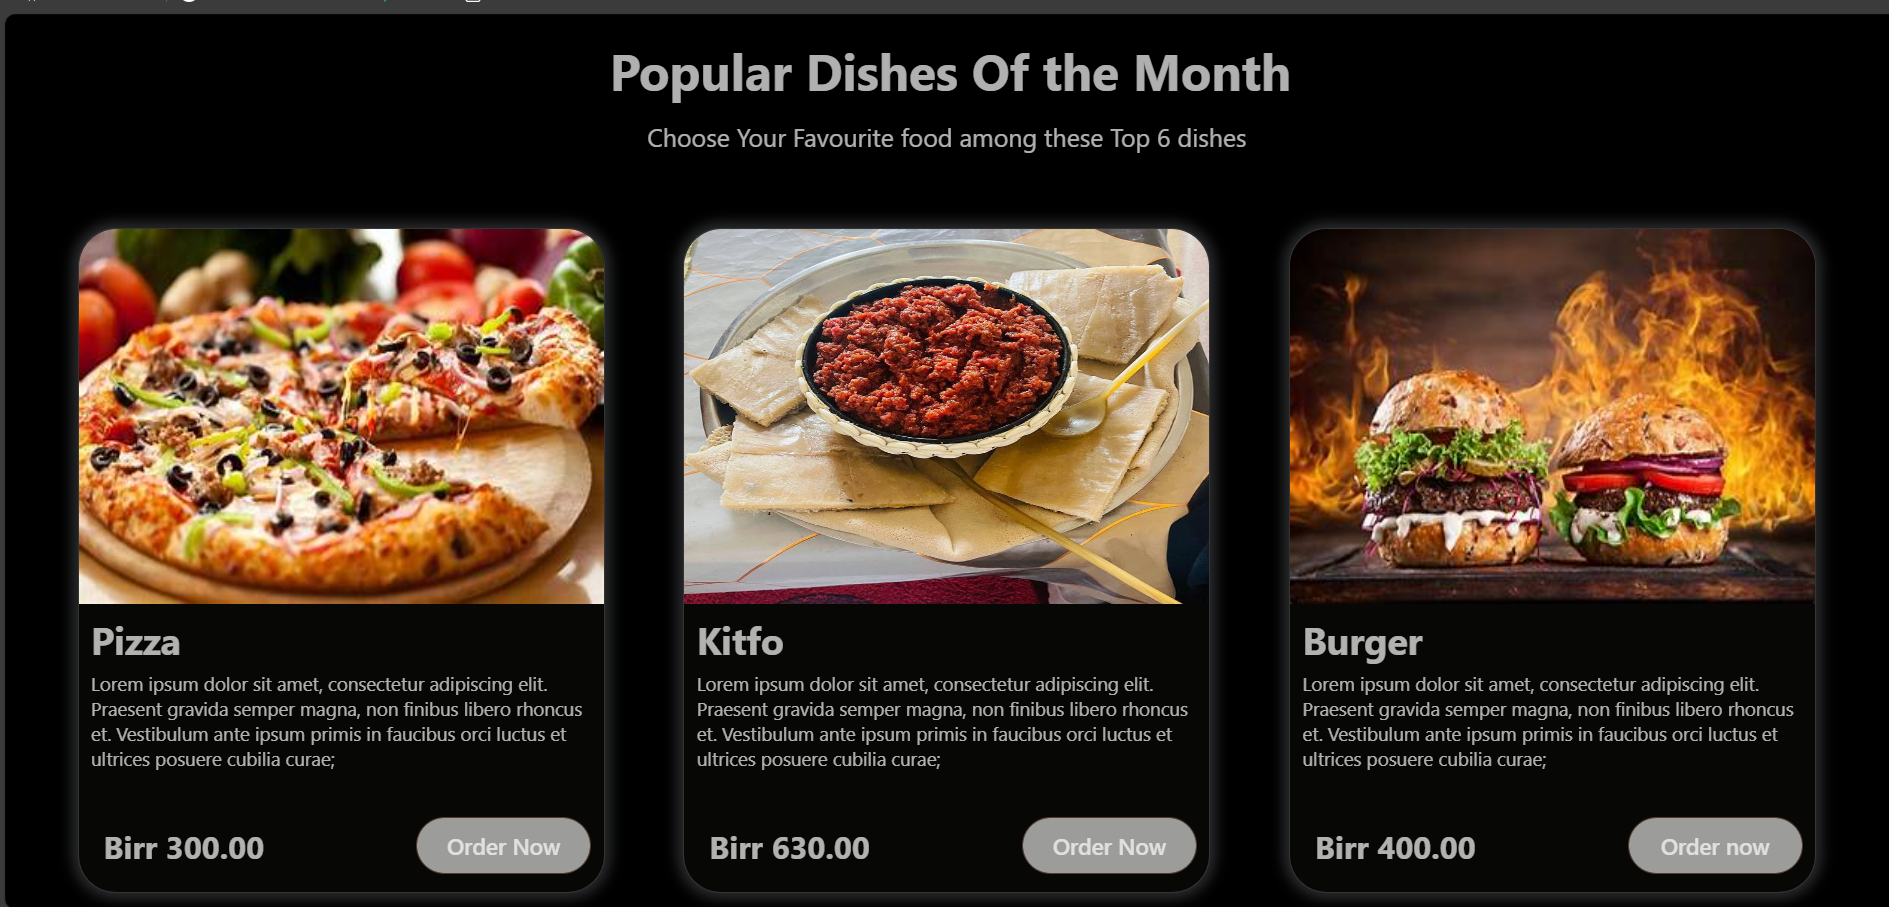 Popular Dishes Of the Month
Choose Your Favourite food among these Top 6 dishes
Pizza
Lorem ipsum dolor sit amet, consectetur adipiscing elit.
Praesent gravida semper magna, non finibus libero rhoncus
et. Vestibulum ante ipsum primis in faucibus orci luctus et
ultrices posuere cubilia curae;
Birr 300.00
Order Now
Kitfo
Lorem ipsum dolor sit amet, consectetur adipiscing elit.
Praesent gravida semper magna, non finibus libero rhoncus
et. Vestibulum ante ipsum primis in faucibus orci luctus et
ultrices posuere cubilia curae;
Birr 630.00
Order Now
Burger
Lorem ipsum dolor sit amet, consectetur adipiscing elit.
Praesent gravida semper magna, non finibus libero rhoncus
et. Vestibulum ante ipsum primis in faucibus orci luctus et
ultrices posuere cubilia curae;
Birr 400.00
Order now